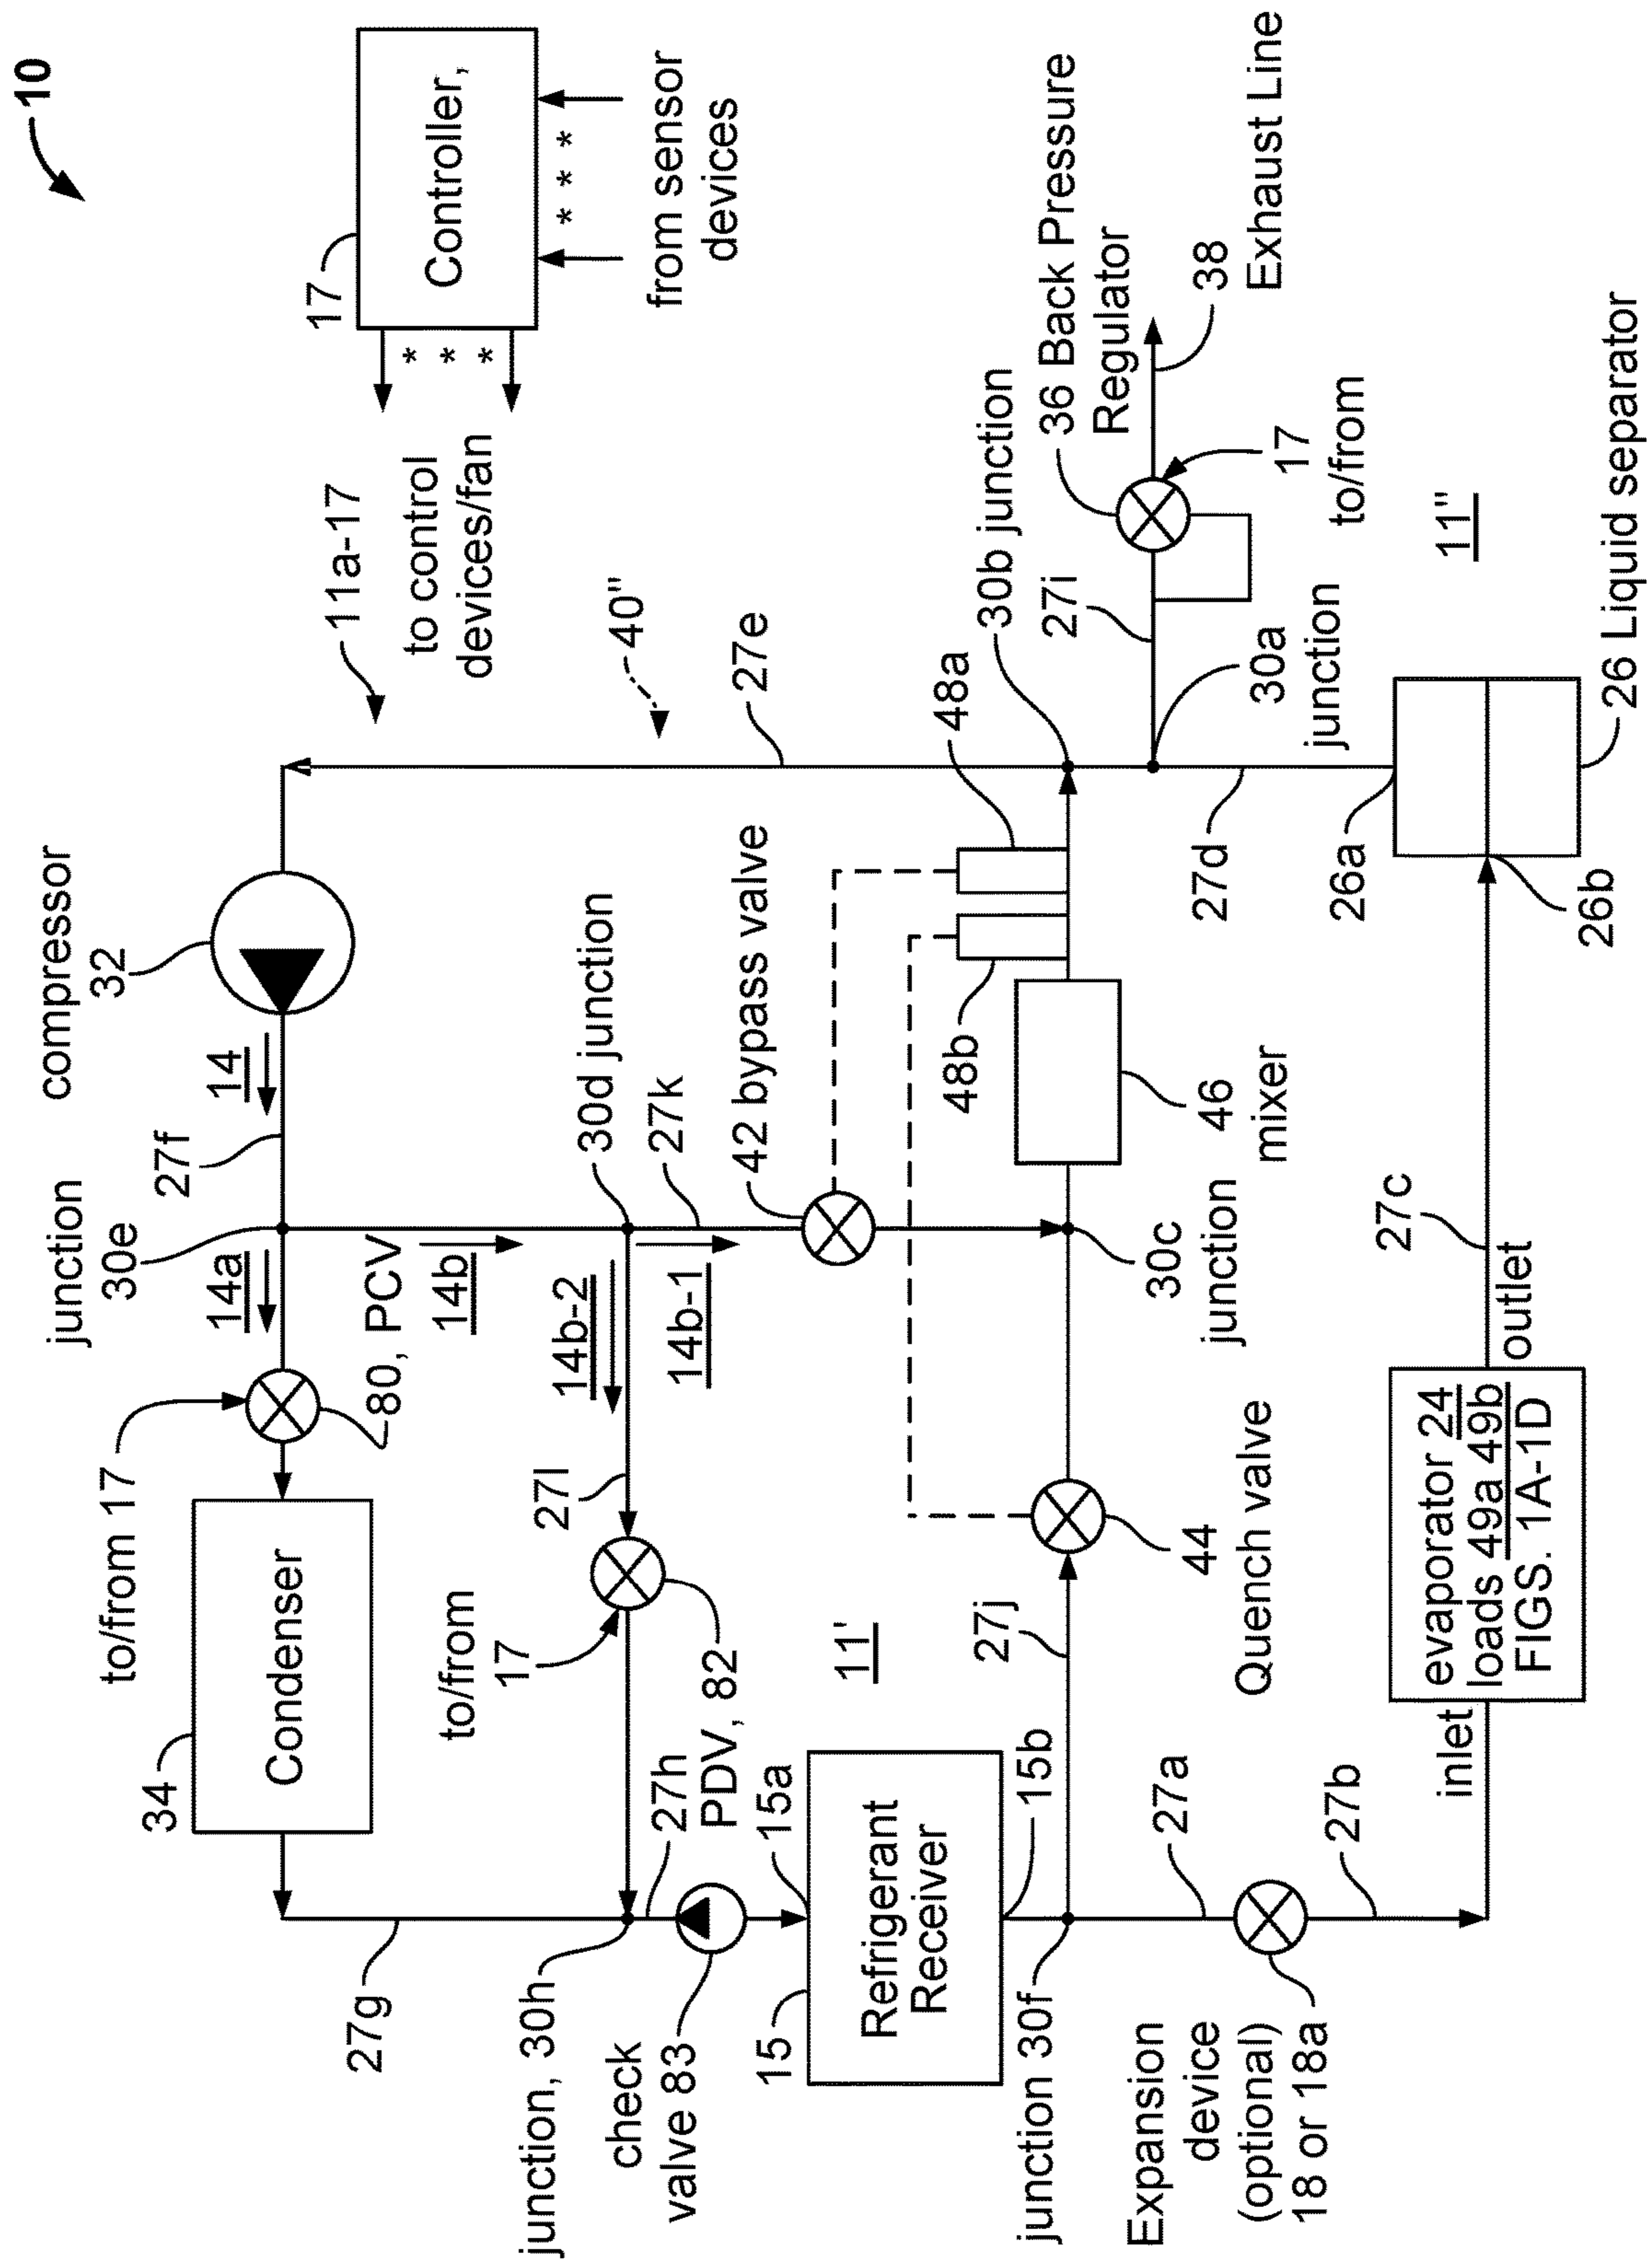 10
Controller,
17
from sensor
devices
to control
devices/fan
11a-17
40"
27e
compressor
32
14
27f
junction
30e
14a
80, PCV
14b
to/from 17
Condenser
34
27g
30d junction
27k
14b-1
14b-2
27l
to/from
17
PDV, 82
27h
junction, 30h
check
valve 83
15a
15
Refrigerant
Receiver
15b
11'
42 bypass valve
48a
48b
46
mixer
30c
junction
44
Quench valve
27j
junction 30f
27a
Expansion
device
(optional)
18 or 18a
27b
inlet
evaporator 24
loads 49a 49b
FIGS. 1A-1D
outlet
27c
26b
26a
26 Liquid separator
11"
27d
30a
junction
30b junction
27i
36 Back Pressure
Regulator
17
to/from
38
Exhaust Line